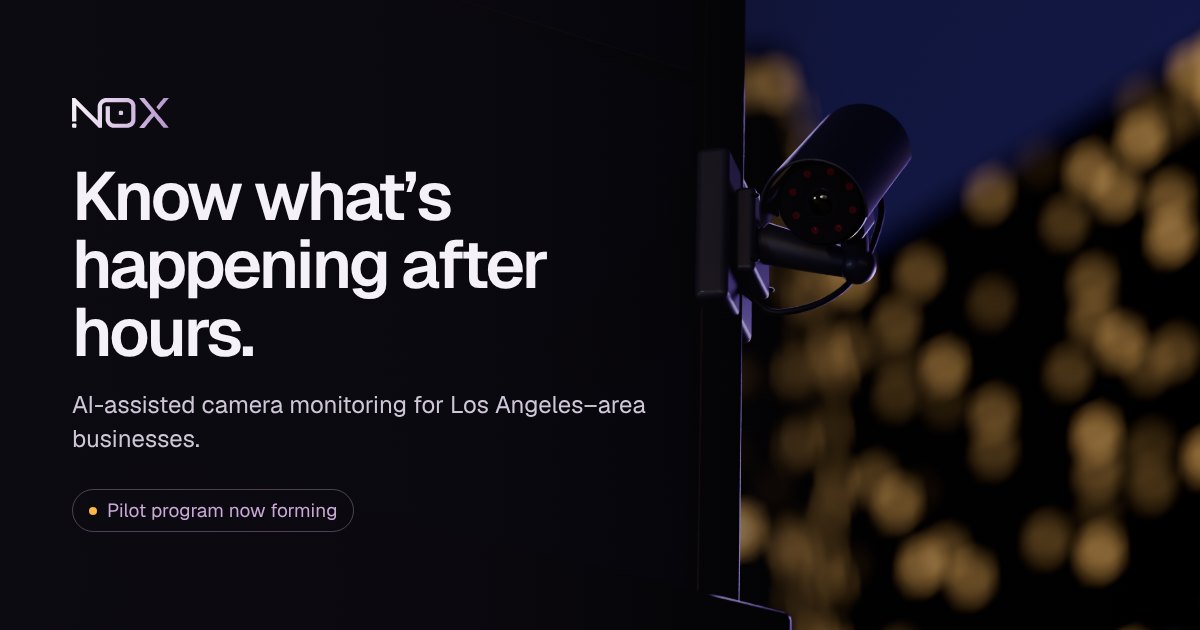 NOX
Know what’s
happening after
hours.
AI-assisted camera monitoring for Los Angeles–area
businesses.
Pilot program now forming